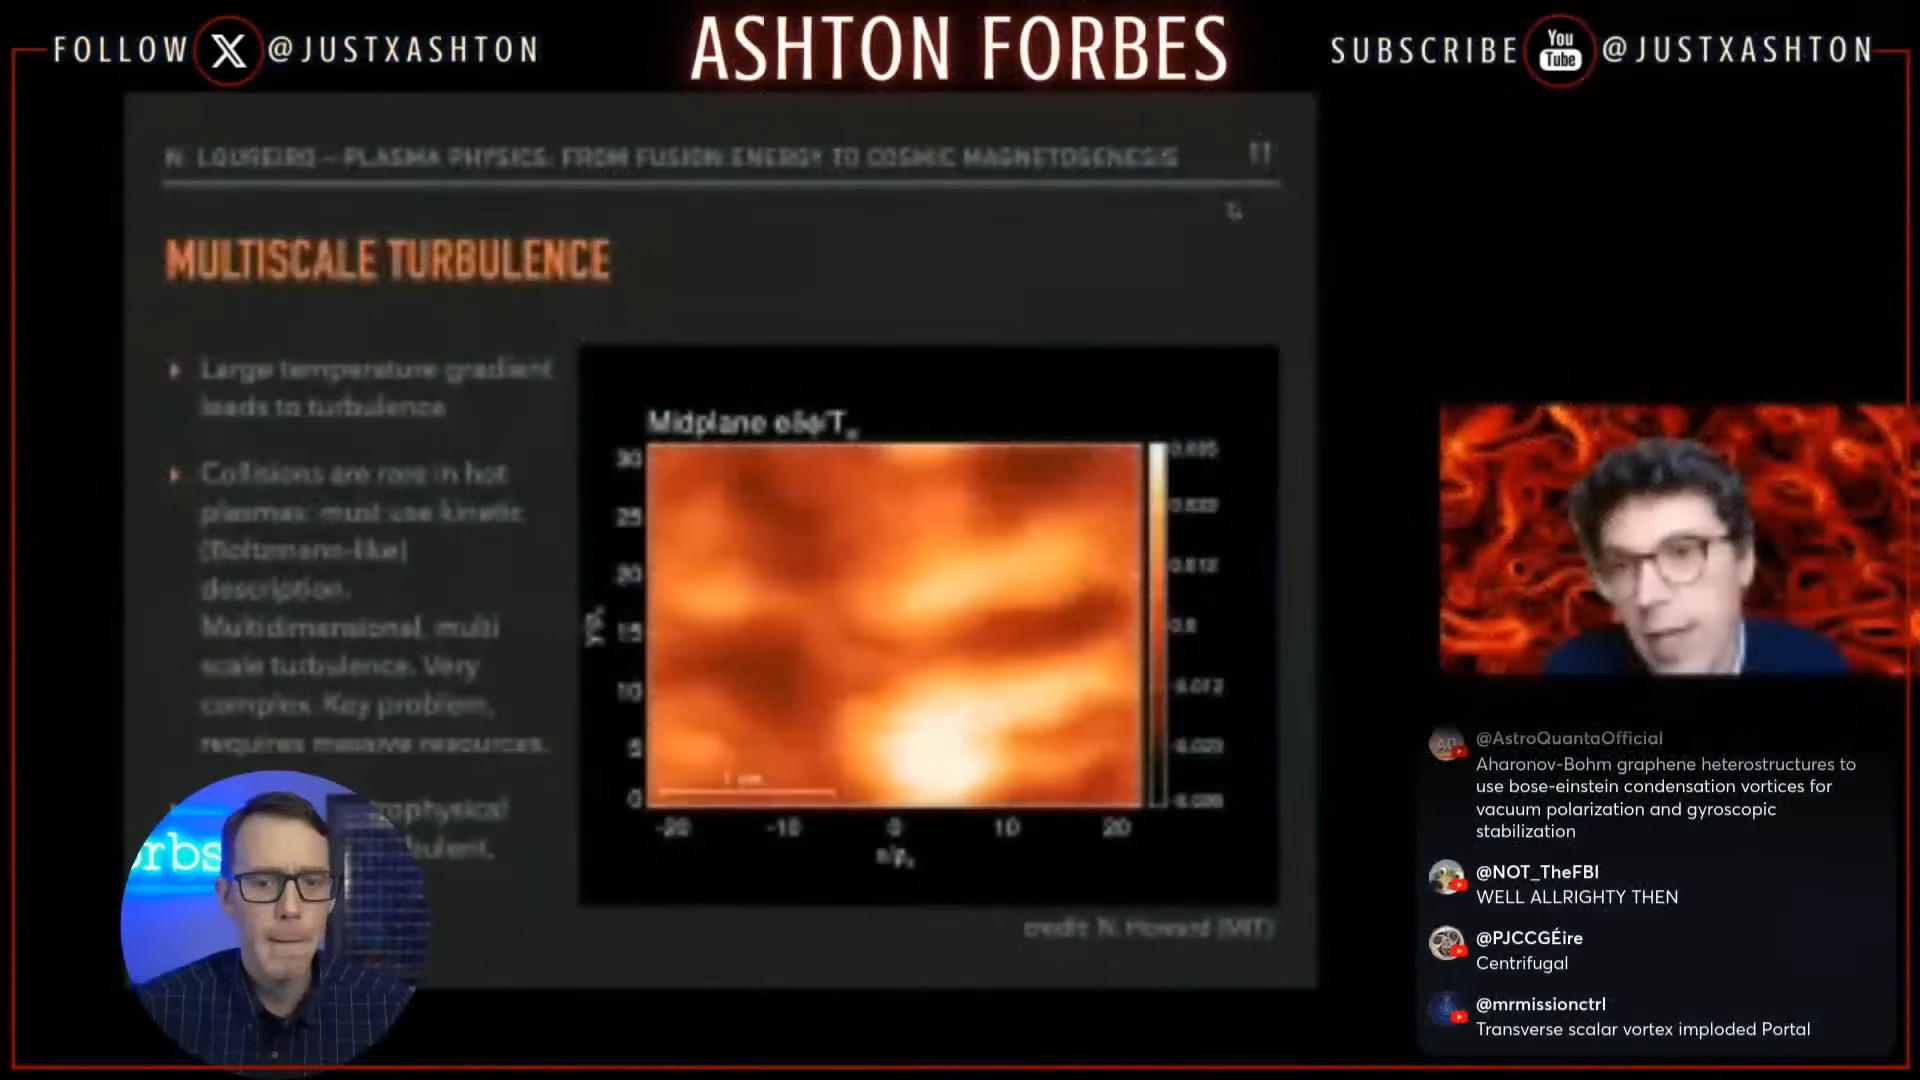 FOLLOW X @JUSTXASHTON
ASHTON FORBES
SUBSCRIBE You Tube @JUSTXASHTON
N. LOUREIRO – PLASMA PHYSICS: FROM FUSION ENERGY TO COSMIC MAGNETOGENESIS 11
MULTISCALE TURBULENCE
Large temperature gradient
leads to turbulence
Collisions are rare in hot
plasmas: must use kinetic
(Boltzmann-like)
description.
Multidimensional, multi
scale turbulence. Very
complex. Key problem,
requires massive resources.
rophysical
bulent.
orbs
Midplane
30
25
20
15
10
5
0
-20 -10 0 10 20
credit: N. Howard (MIT)
@AstroQuantaOfficial
Aharonov-Bohm graphene heterostructures to
use bose-einstein condensation vortices for
vacuum polarization and gyroscopic
stabilization
@NOT_TheFBI
WELL ALLRIGHTY THEN
@PJCCGÉire
Centrifugal
@mrmissionctrl
Transverse scalar vortex imploded Portal